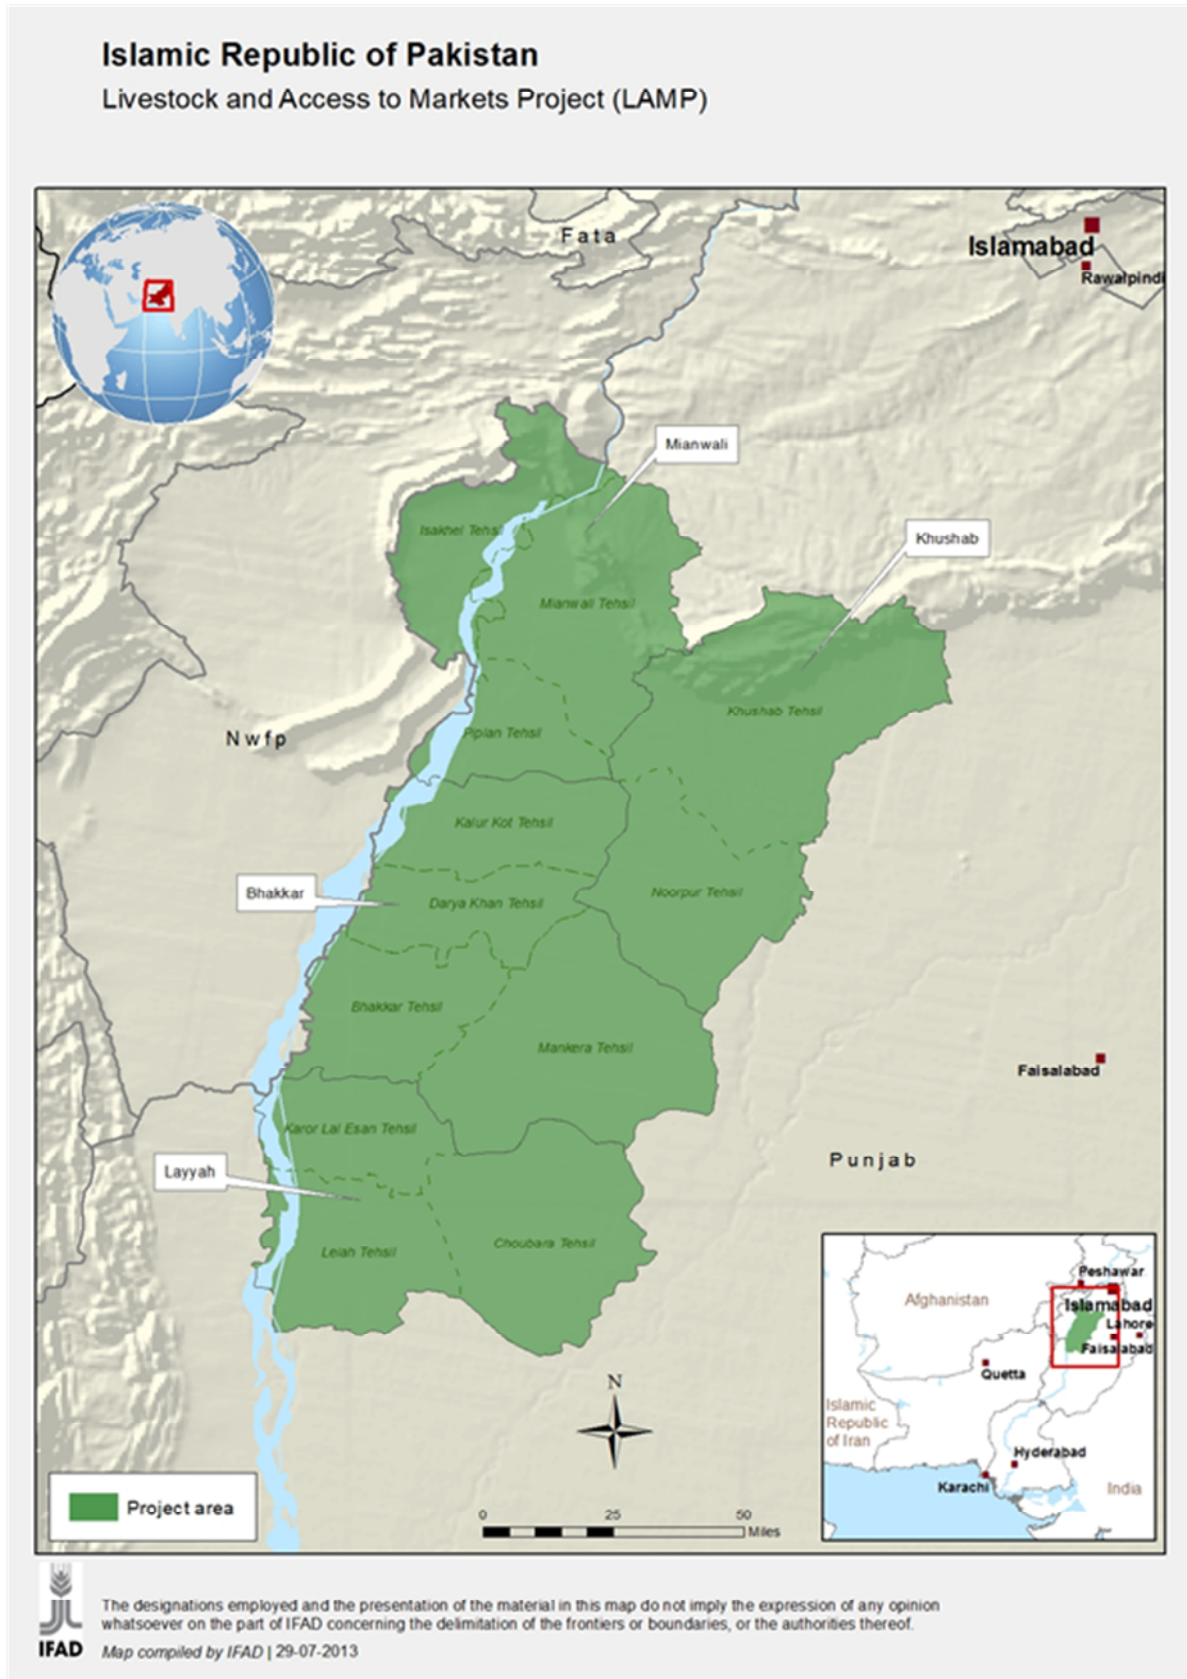 Islamic Republic of Pakistan
Livestock and Access to Markets Project (LAMP)
Fata
Islamabad
Rawalpindi
Mianwali
Khushab
Isakhel Tehsil
Mianwali Tehsil
Khushab Tehsil
Nwfp
Piplan Tehsil
Kalur Kot Tehsil
Bhakkar
Darya Khan Tehsil
Noorpur Tehsil
Bhakkar Tehsil
Mankera Tehsil
Faisalabad
Karor Lal Esan Tehsil
Layyah
Punjab
Leiah Tehsil
Choubara Tehsil
Peshawar
Afghanistan
Islamabad
Lahore
Faisalabad
Quetta
Islamic
Republic
of Iran
Hyderabad
Karachi
India
N
Project area
0 25 50
Miles
The designations employed and the presentation of the material in this map do not imply the expression of any opinion
whatsoever on the part of IFAD concerning the delimitation of the frontiers or boundaries, or the authorities thereof.
IFAD
Map compiled by IFAD | 29-07-2013